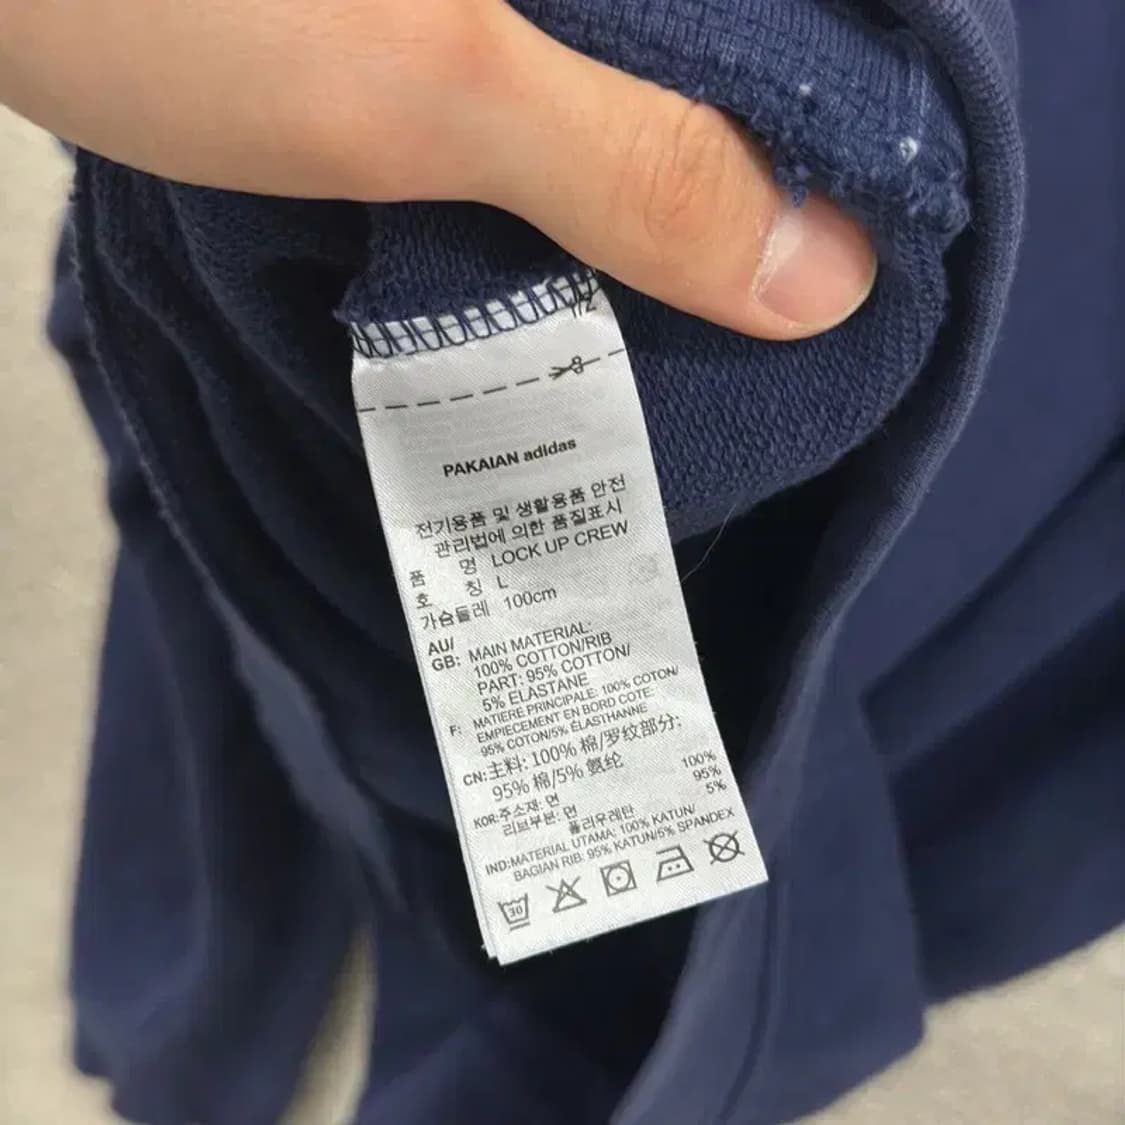 PAKAIAN adidas
전기용품 및 생활용품 안전
관리법에 의한 품질표시
품 명 LOCK UP CREW
호 칭 L
가슴둘레 100cm
AU/
GB: MAIN MATERIAL:
100% COTTON/RIB
PART: 95% COTTON/
5% ELASTANE
F: MATIERE PRINCIPALE: 100% COTON/
EMPIECEMENT EN BORD COTE:
95% COTON/5% ÉLASTHANNE
CN:主料: 100% 棉/罗纹部分:
95% 棉/5% 氨纶
KOR:주소재: 면 100%
리브부분: 면 95%
폴리우레탄 5%
IND:MATERIAL UTAMA: 100% KATUN/
BAGIAN RIB: 95% KATUN/5% SPANDEX
30